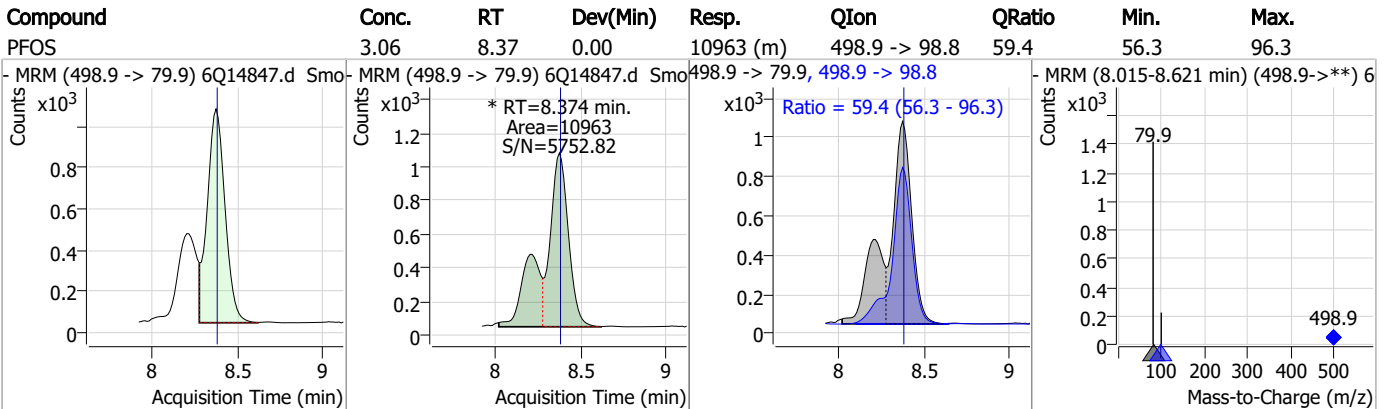 Compound Conc. RT Dev(Min) Resp. QIon QRatio Min. Max.
PFOS 3.06 8.37 0.00 10963 (m) 498.9 -> 98.8 59.4 56.3 96.3
- MRM (498.9 -> 79.9) 6Q14847.d Smo
Counts
x10³
0.8
0.6
0.4
0.2
0
8 8.5 9
Acquisition Time (min)
- MRM (498.9 -> 79.9) 6Q14847.d Smo
Counts
x10³
* RT=8.374 min.
Area=10963
S/N=5752.82
1.2
1
0.8
0.6
0.4
0.2
0
8 8.5 9
Acquisition Time (min)
498.9 -> 79.9, 498.9 -> 98.8
x10³
Ratio = 59.4 (56.3 - 96.3)
1
0.8
0.6
0.4
0.2
0
8 8.5 9
Acquisition Time (min)
- MRM (8.015-8.621 min) (498.9->**) 6
Counts
x10³
79.9
1.4
1.2
1
0.8
0.6
0.4
0.2
0
498.9
100 200 300 400 500
Mass-to-Charge (m/z)